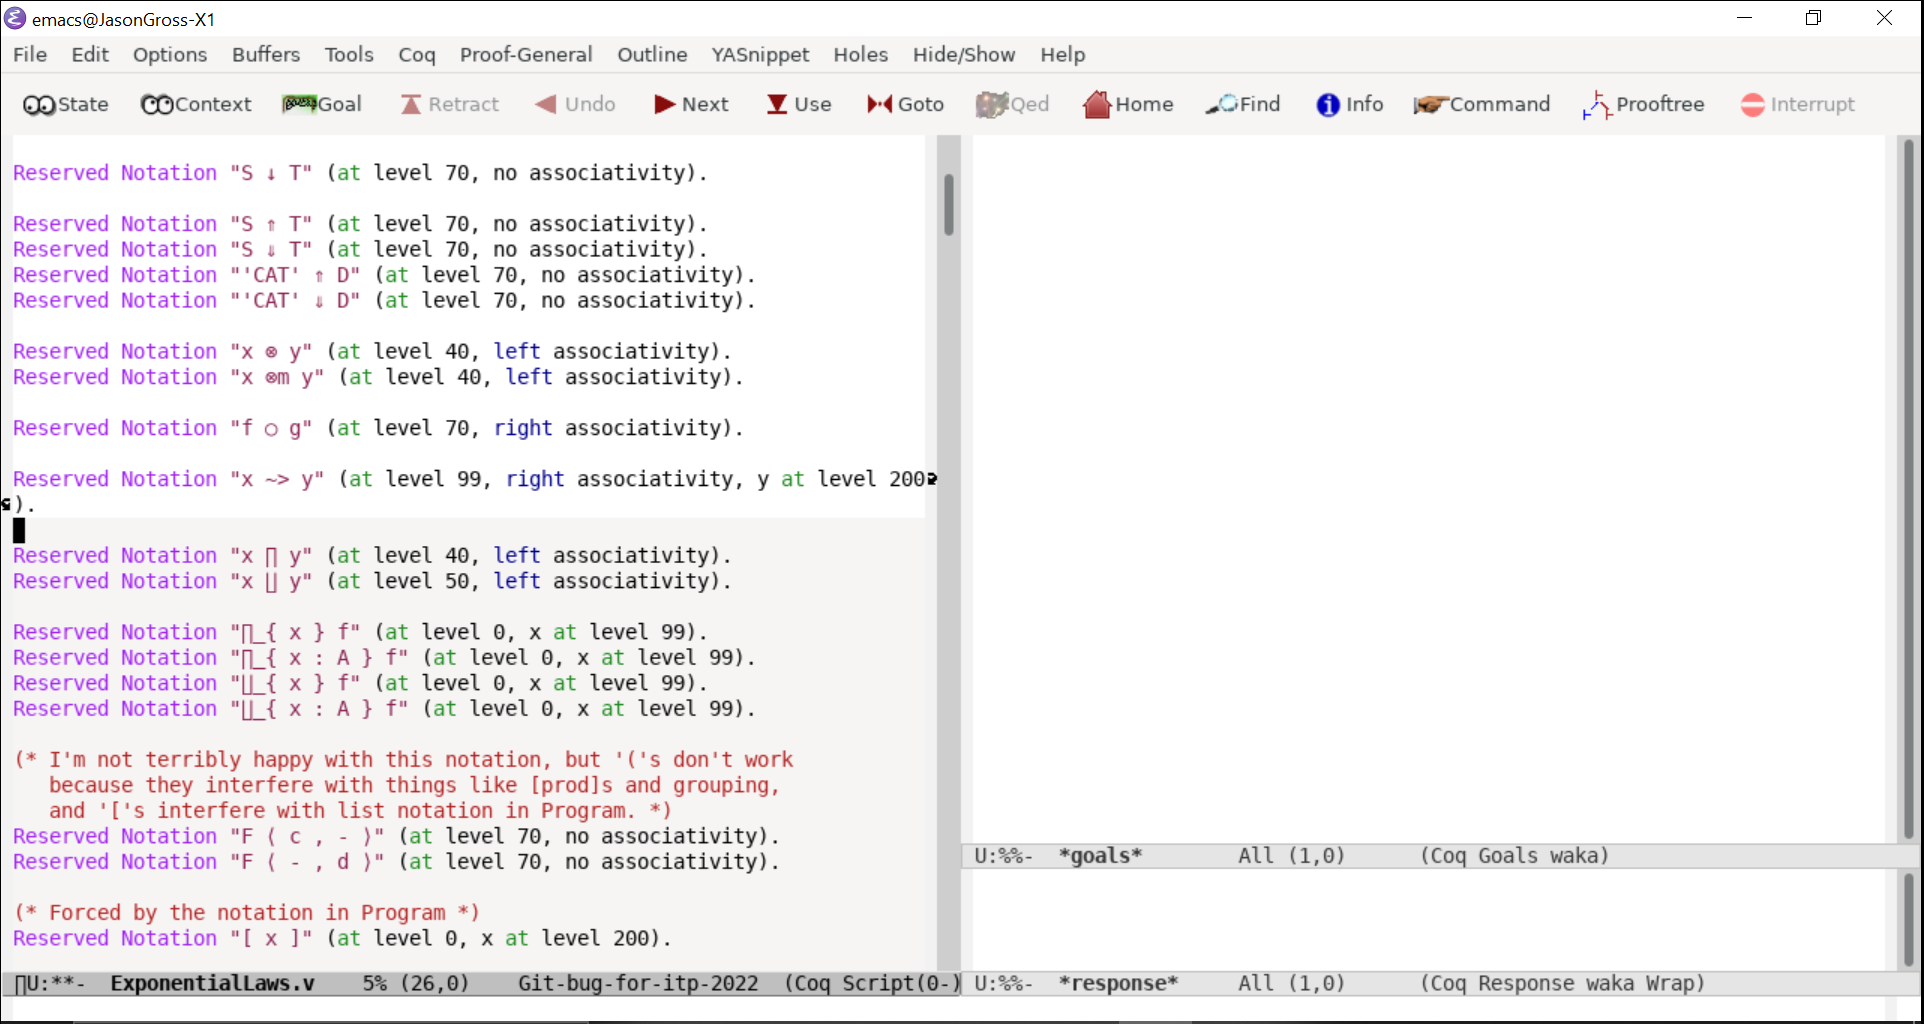 emacs@JasonGross-X1
File Edit Options Buffers Tools Coq Proof-General Outline YASnippet Holes Hide/Show Help
State Context Goal Retract Undo Next Use Goto Qed Home Find Info Command Prooftree Interrupt
Reserved Notation "S ↓ T" (at level 70, no associativity).
Reserved Notation "S ⇑ T" (at level 70, no associativity).
Reserved Notation "S ⇓ T" (at level 70, no associativity).
Reserved Notation "'CAT' ⇑ D" (at level 70, no associativity).
Reserved Notation "'CAT' ⇓ D" (at level 70, no associativity).
Reserved Notation "x ⊗ y" (at level 40, left associativity).
Reserved Notation "x ⊗m y" (at level 40, left associativity).
Reserved Notation "f ○ g" (at level 70, right associativity).
Reserved Notation "x ~> y" (at level 99, right associativity, y at level 200
).
Reserved Notation "x ∏ y" (at level 40, left associativity).
Reserved Notation "x ∐ y" (at level 50, left associativity).
Reserved Notation "∏_{ x } f" (at level 0, x at level 99).
Reserved Notation "∏_{ x : A } f" (at level 0, x at level 99).
Reserved Notation "∐_{ x } f" (at level 0, x at level 99).
Reserved Notation "∐_{ x : A } f" (at level 0, x at level 99).
(* I'm not terribly happy with this notation, but '('s don't work
because they interfere with things like [prod]s and grouping,
and '['s interfere with list notation in Program. *)
Reserved Notation "F ⟨ c , - ⟩" (at level 70, no associativity).
Reserved Notation "F ⟨ - , d ⟩" (at level 70, no associativity).
(* Forced by the notation in Program *)
Reserved Notation "[ x ]" (at level 0, x at level 200).
∏U:**- ExponentialLaws.v 5% (26,0) Git-bug-for-itp-2022 (Coq Script(0-)
U:%%- *goals* All (1,0) (Coq Goals waka)
U:%%- *response* All (1,0) (Coq Response waka Wrap)